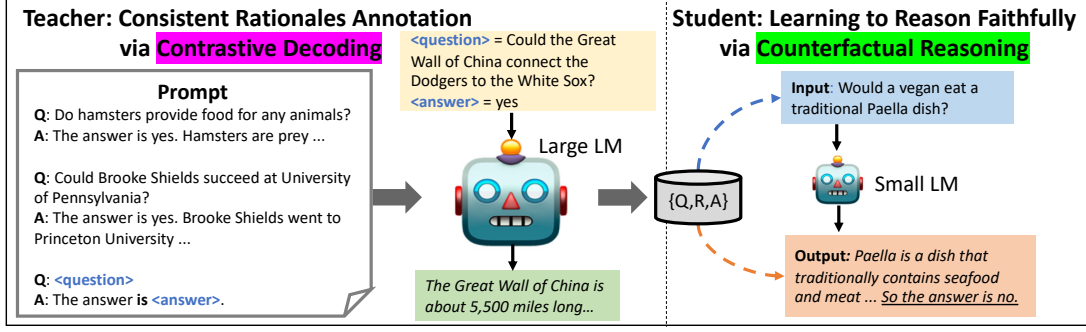 Teacher: Consistent Rationales Annotation
via Contrastive Decoding
Prompt
Q: Do hamsters provide food for any animals?
A: The answer is yes. Hamsters are prey ...
Q: Could Brooke Shields succeed at University
of Pennsylvania?
A: The answer is yes. Brooke Shields went to
Princeton University ...
Q: <question>
A: The answer is <answer>.
<question> = Could the Great
Wall of China connect the
Dodgers to the White Sox?
<answer> = yes
Large LM
The Great Wall of China is
about 5,500 miles long…
{Q,R,A}
Student: Learning to Reason Faithfully
via Counterfactual Reasoning
Input: Would a vegan eat a
traditional Paella dish?
Small LM
Output: Paella is a dish that
traditionally contains seafood
and meat ... So the answer is no.